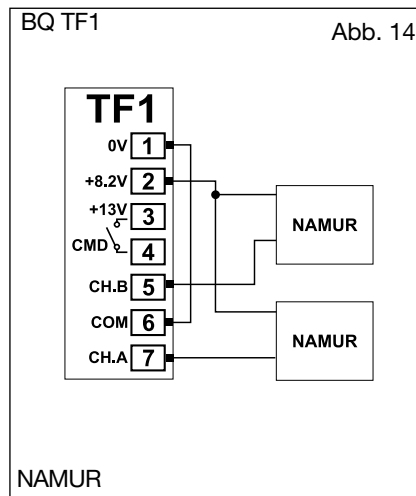 BQ TF1
Abb. 14
TF1
0V 1
+8.2V 2
+13V 3
CMD 4
CH.B 5
COM 6
CH.A 7
NAMUR
NAMUR
NAMUR